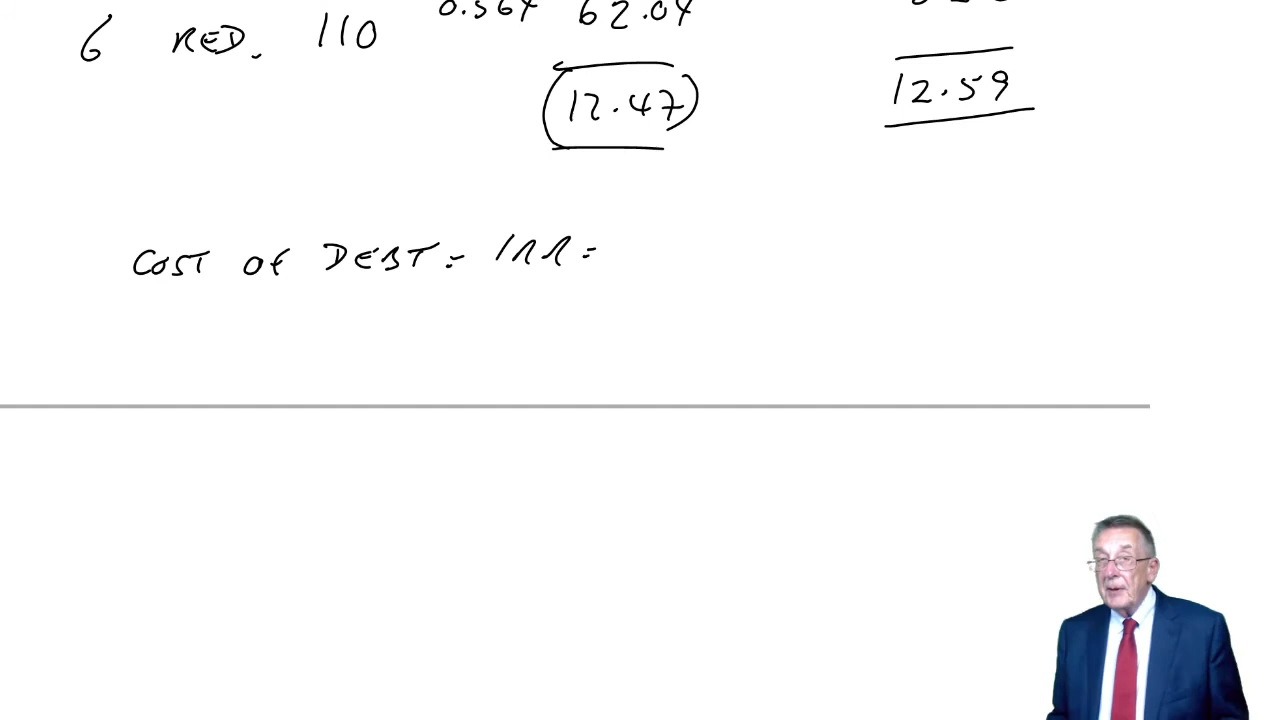 6 RED. 110 0.564 62.04
(12.47) 12.59
COST OF DEBT = IRR =